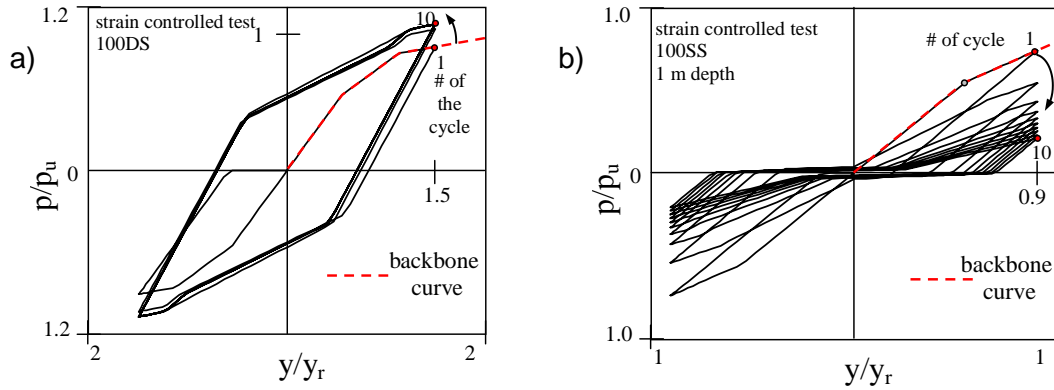 a)
1.2
strain controlled test
100DS
1
10
1
# of
the
cycle
p/pu
0
1.5
backbone
curve
1.2
2
2
y/yr
b)
1.0
strain controlled test
100SS
1 m depth
# of cycle
1
10
p/pu
0
0.9
backbone
curve
1.0
1
1
y/yr